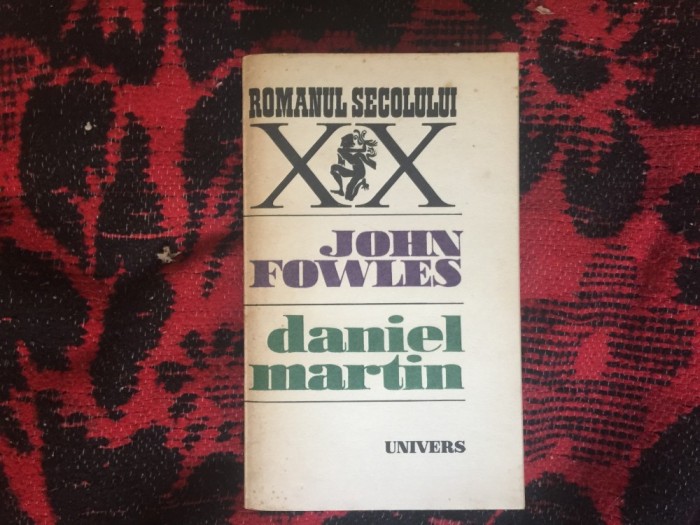 ROMANUL SECOLULUI
XX
JOHN
FOWLES
daniel
martin
UNIVERS